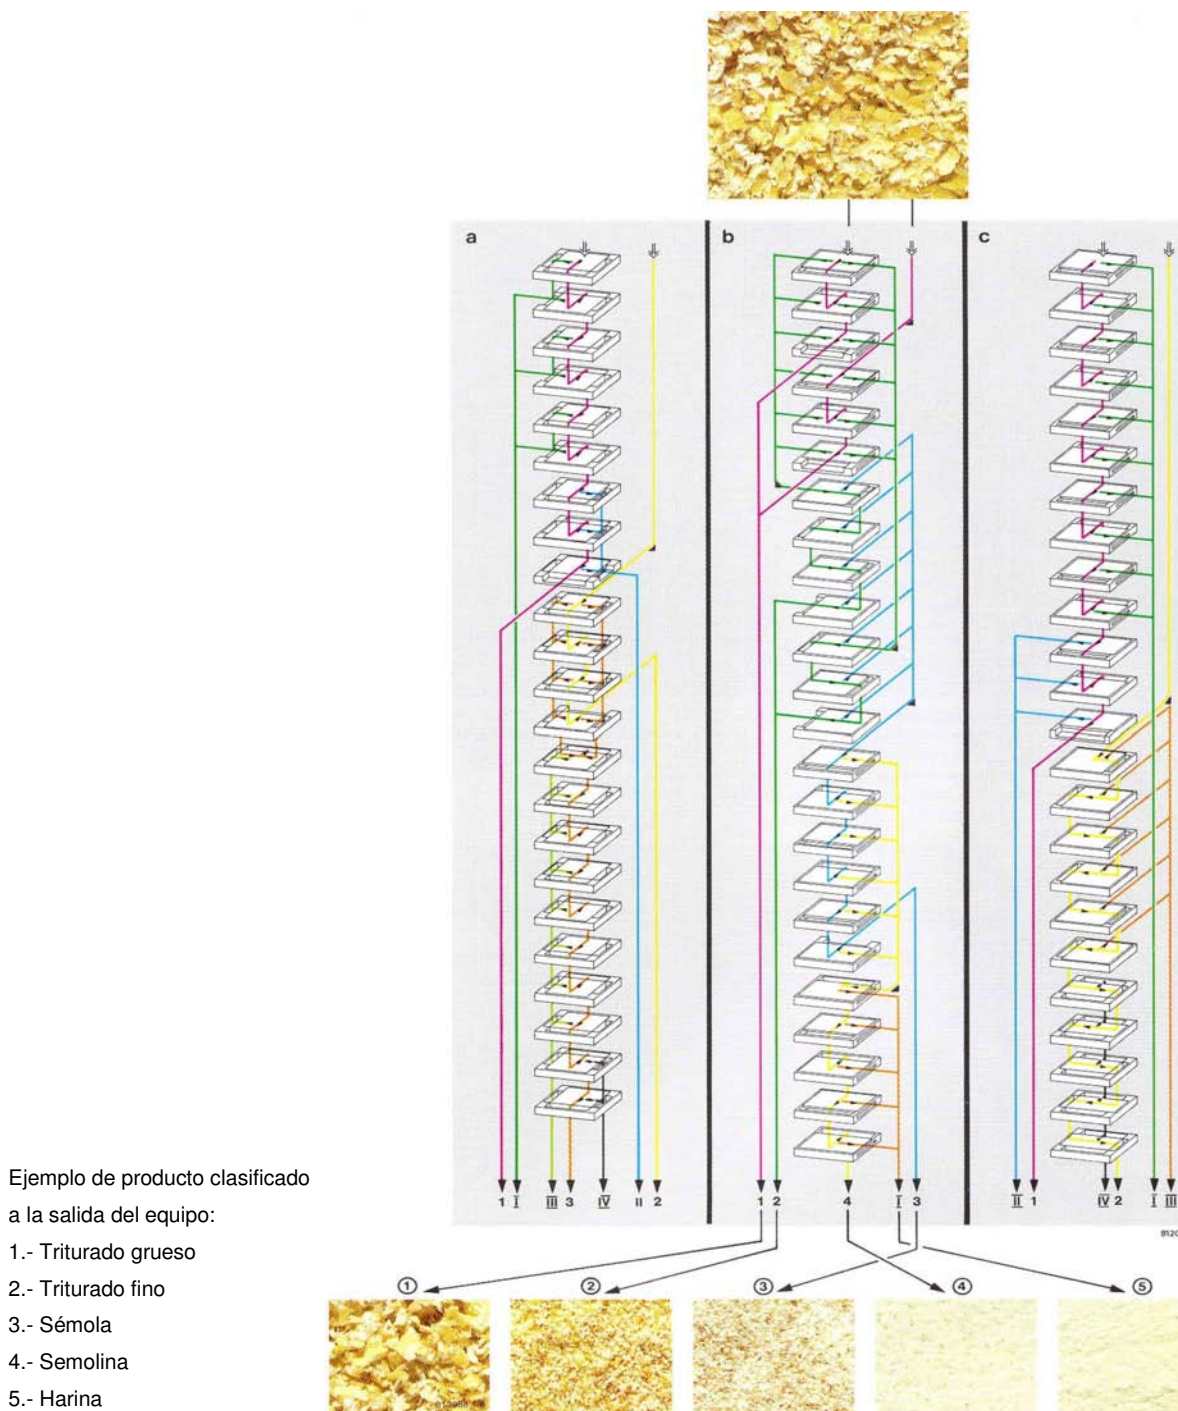 a b c
1 I III 3 IV II 2
1 2 4 I 3
II 1 IV 2 I III
8120
1 2 3 4 5
Ejemplo de producto clasificado
a la salida del equipo:
1.- Triturado grueso
2.- Triturado fino
3.- Sémola
4.- Semolina
5.- Harina